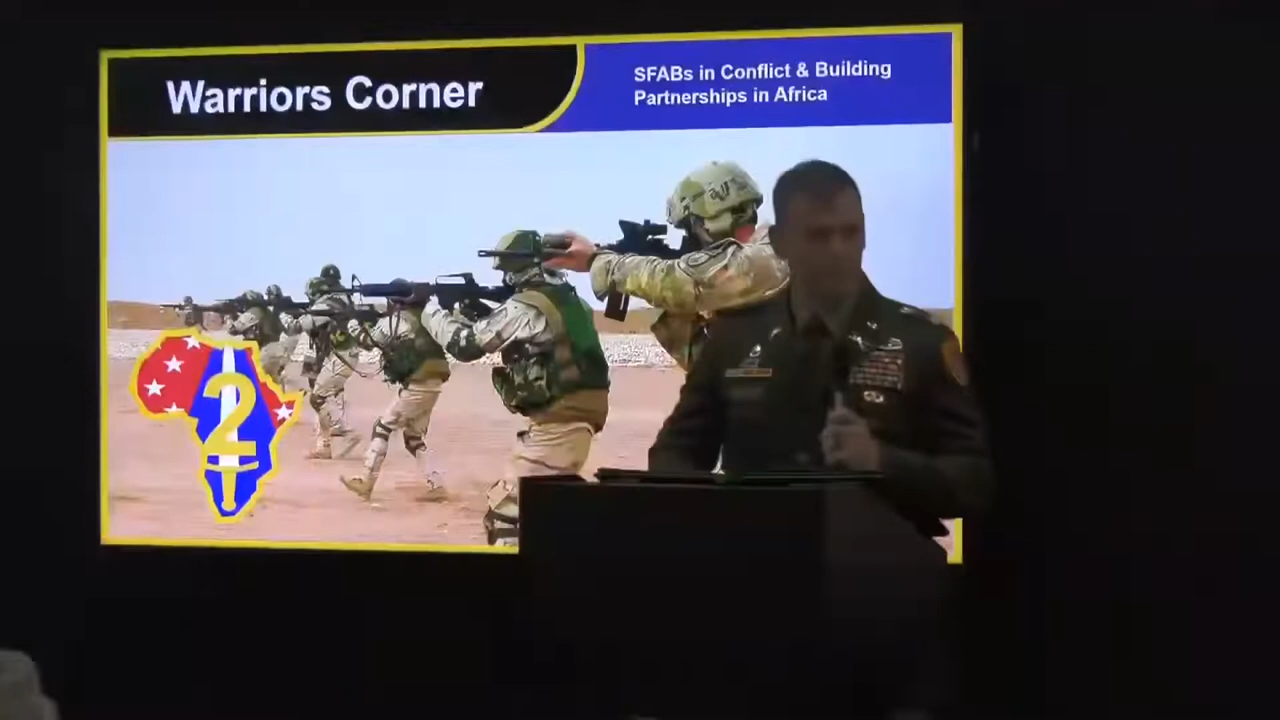 Warriors Corner
SFABs in Conflict & Building
Partnerships in Africa
2